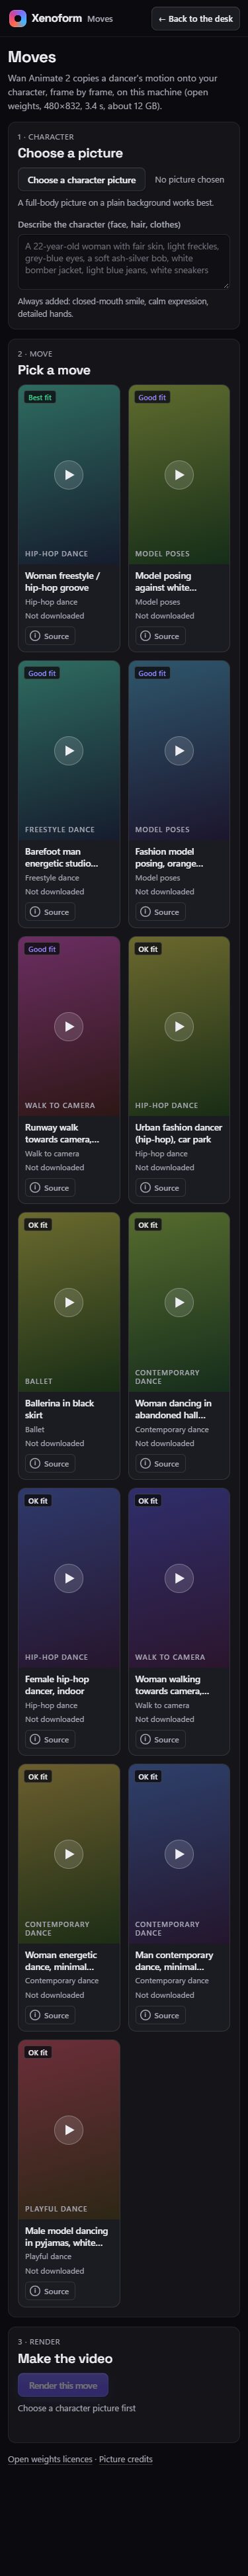 Xenoform Moves
← Back to the desk
Moves
Wan Animate 2 copies a dancer's motion onto your
character, frame by frame, on this machine (open
weights, 480×832, 3.4 s, about 12 GB).
1 · CHARACTER
Choose a picture
Choose a character picture
No picture chosen
A full-body picture on a plain background works best.
Describe the character (face, hair, clothes)
A 22-year-old woman with fair skin, light freckles,
grey-blue eyes, a soft ash-silver bob, white
bomber jacket, light blue jeans, white sneakers
Always added: closed-mouth smile, calm expression,
detailed hands.
2 · MOVE
Pick a move
Best fit
HIP-HOP DANCE
Woman freestyle /
hip-hop groove
Hip-hop dance
Not downloaded
Source
Good fit
MODEL POSES
Model posing
against white...
Model poses
Not downloaded
Source
Good fit
FREESTYLE DANCE
Barefoot man
energetic studio...
Freestyle dance
Not downloaded
Source
Good fit
MODEL POSES
Fashion model
posing, orange...
Model poses
Not downloaded
Source
Good fit
WALK TO CAMERA
Runway walk
towards camera,...
Walk to camera
Not downloaded
Source
OK fit
HIP-HOP DANCE
Urban fashion dancer
(hip-hop), car park
Hip-hop dance
Not downloaded
Source
OK fit
BALLET
Ballerina in black
skirt
Ballet
Not downloaded
Source
OK fit
CONTEMPORARY
DANCE
Woman dancing in
abandoned hall...
Contemporary dance
Not downloaded
Source
OK fit
HIP-HOP DANCE
Female hip-hop
dancer, indoor
Hip-hop dance
Not downloaded
Source
OK fit
WALK TO CAMERA
Woman walking
towards camera,...
Walk to camera
Not downloaded
Source
OK fit
CONTEMPORARY
DANCE
Woman energetic
dance, minimal...
Contemporary dance
Not downloaded
Source
OK fit
CONTEMPORARY
DANCE
Man contemporary
dance, minimal...
Contemporary dance
Not downloaded
Source
OK fit
PLAYFUL DANCE
Male model dancing
in pyjamas, white...
Playful dance
Not downloaded
Source
3 · RENDER
Make the video
Render this move
Choose a character picture first
Open weights licences · Picture credits